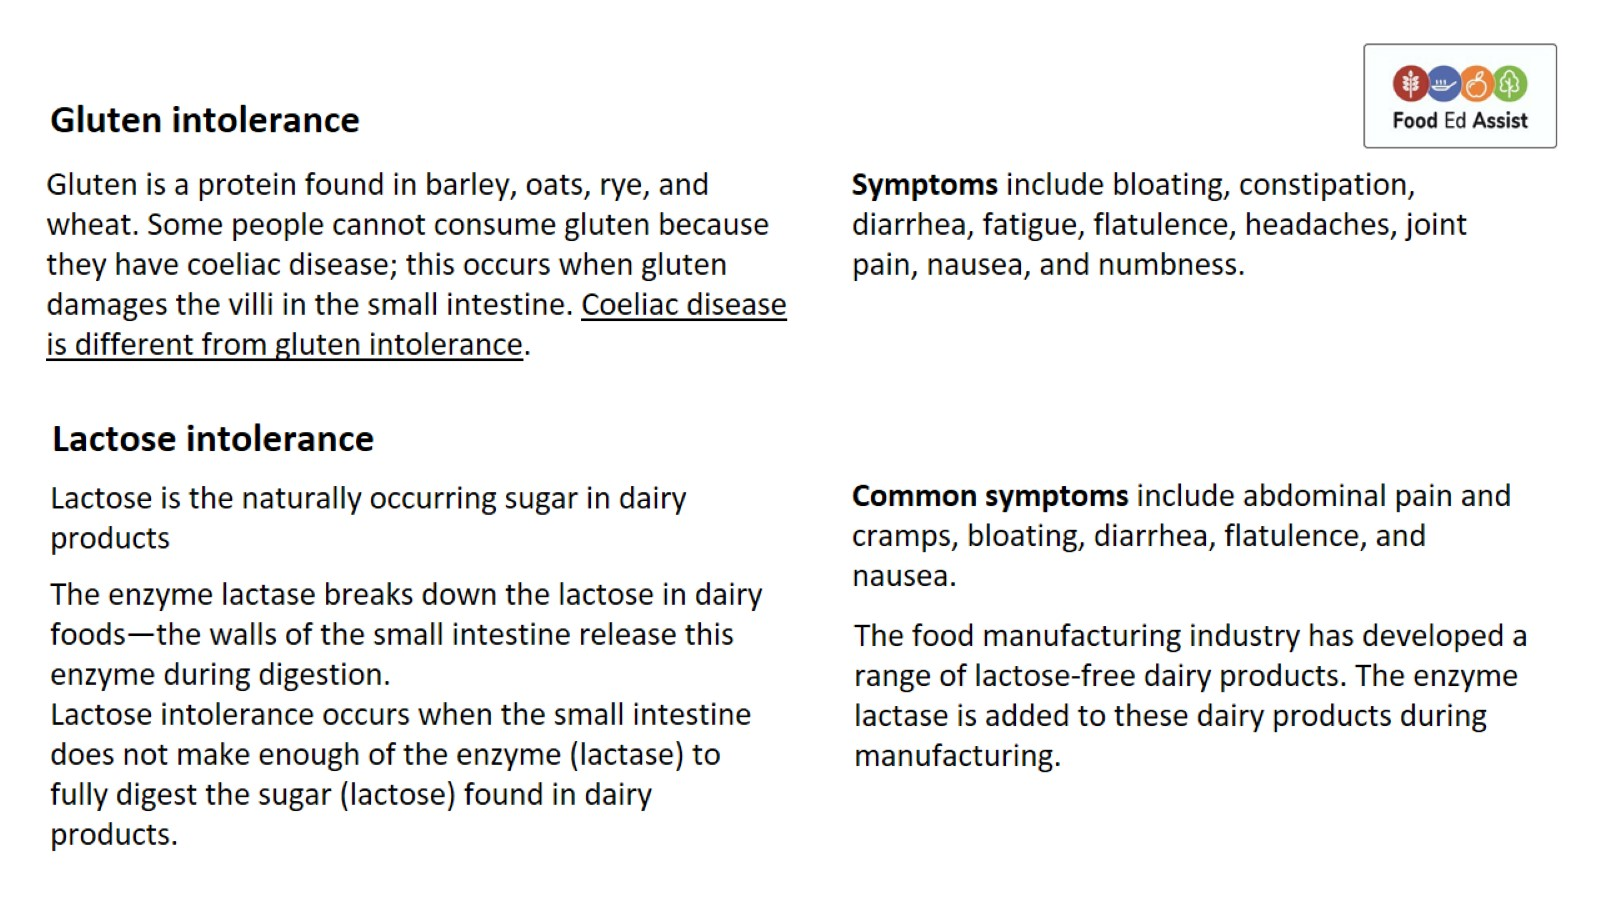 Food Ed Assist
Gluten intolerance
Gluten is a protein found in barley, oats, rye, and
wheat. Some people cannot consume gluten because
they have coeliac disease; this occurs when gluten
damages the villi in the small intestine. Coeliac disease
is different from gluten intolerance.
Symptoms include bloating, constipation,
diarrhea, fatigue, flatulence, headaches, joint
pain, nausea, and numbness.
Lactose intolerance
Lactose is the naturally occurring sugar in dairy
products
The enzyme lactase breaks down the lactose in dairy
foods—the walls of the small intestine release this
enzyme during digestion.
Lactose intolerance occurs when the small intestine
does not make enough of the enzyme (lactase) to
fully digest the sugar (lactose) found in dairy
products.
Common symptoms include abdominal pain and
cramps, bloating, diarrhea, flatulence, and
nausea.
The food manufacturing industry has developed a
range of lactose-free dairy products. The enzyme
lactase is added to these dairy products during
manufacturing.